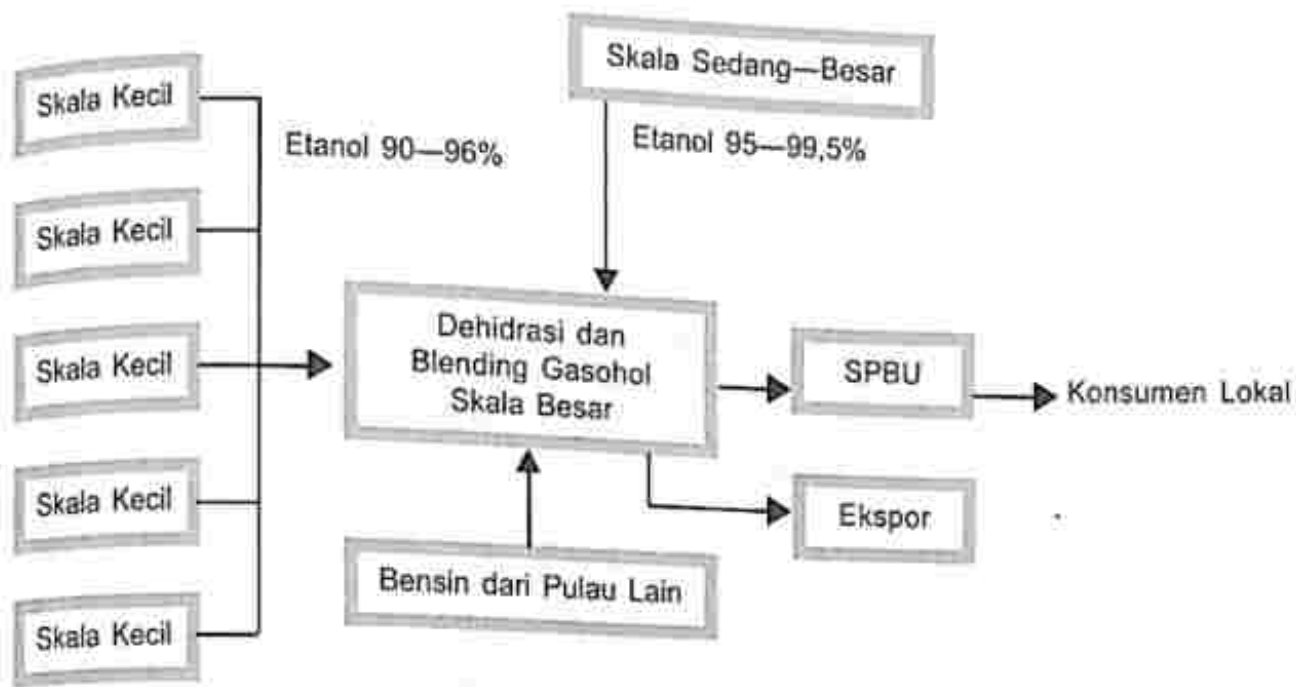 Skala Kecil
Skala Kecil
Skala Kecil
Skala Kecil
Skala Kecil
Etanol 90—96%
Skala Sedang—Besar
Etanol 95—99,5%
Dehidrasi dan
Blending Gasohol
Skala Besar
Bensin dari Pulau Lain
SPBU
Konsumen Lokal
Ekspor